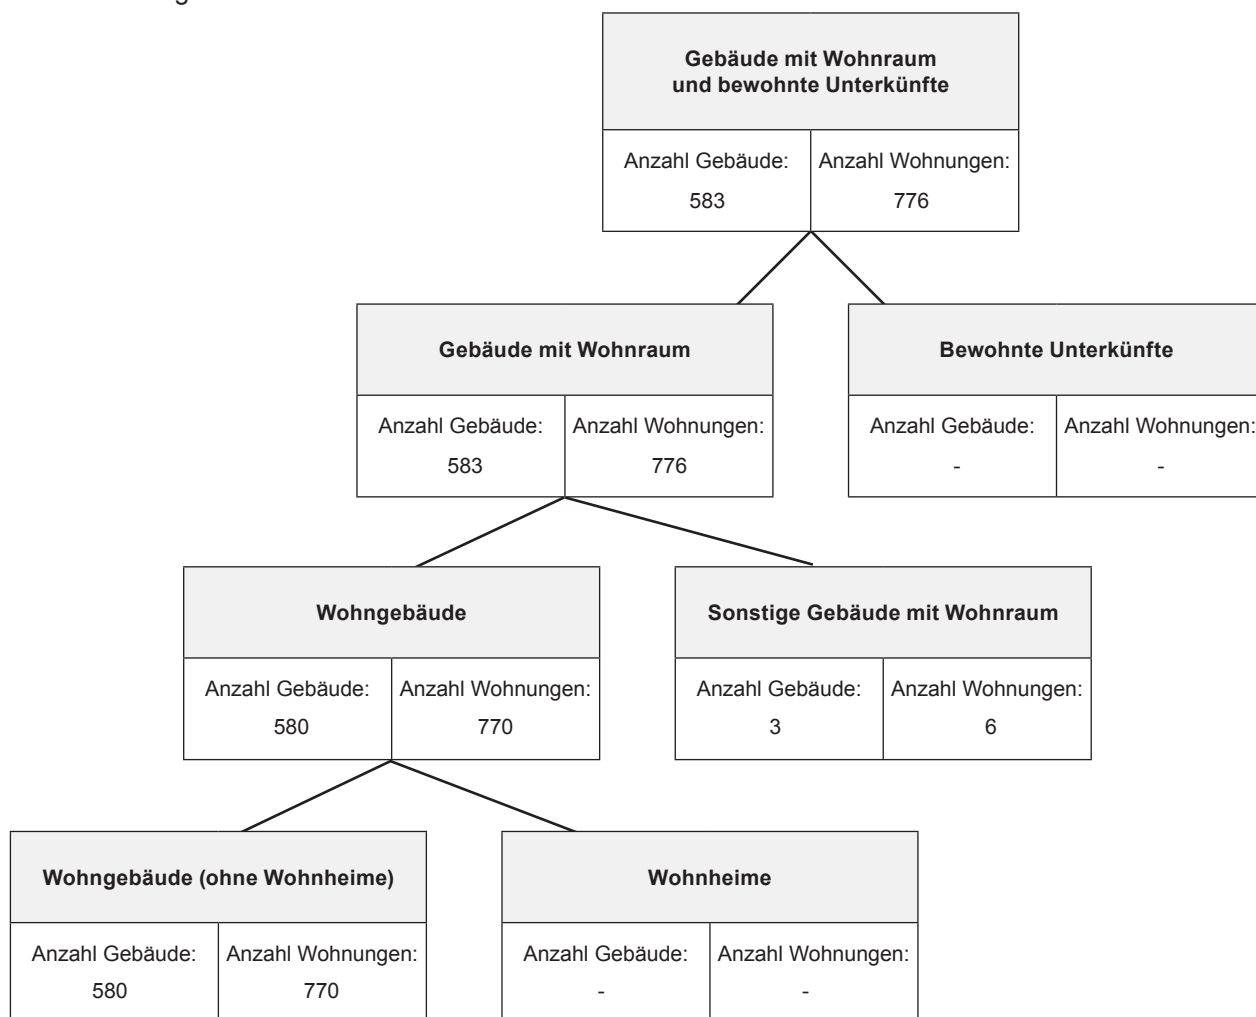 Gebäude mit Wohnraum
und bewohnte Unterkünfte
Anzahl Gebäude: Anzahl Wohnungen:
583 776
Gebäude mit Wohnraum
Bewohnte Unterkünfte
Anzahl Gebäude: Anzahl Wohnungen:
583 776
Anzahl Gebäude: Anzahl Wohnungen:
- -
Wohngebäude
Sonstige Gebäude mit Wohnraum
Anzahl Gebäude: Anzahl Wohnungen:
580 770
Anzahl Gebäude: Anzahl Wohnungen:
3 6
Wohngebäude (ohne Wohnheime)
Wohnheime
Anzahl Gebäude: Anzahl Wohnungen:
580 770
Anzahl Gebäude: Anzahl Wohnungen:
- -